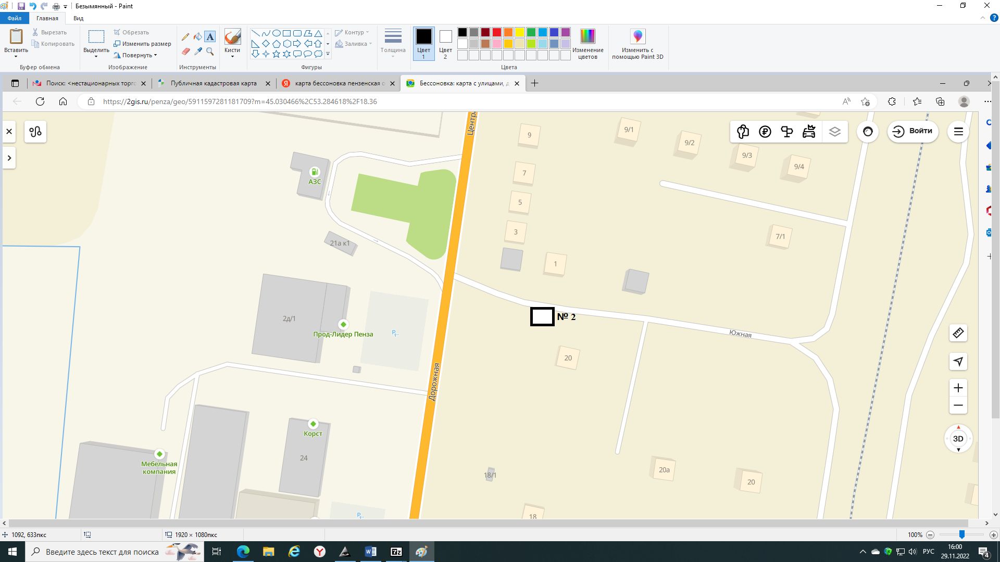 Безымянный - Paint
Файл
Главная
Вид
Вставить
Вырезать
Копировать
Буфер обмена
Выделить
Обрезать
Изменить размер
Повернуть
Изображение
A
Инструменты
Кисти
Контур
Заливка
Фигуры
Толщина
Цвет
1
Цвет
2
Изменение
цветов
Цвета
Изменить с
помощью Paint 3D
Поиск: <нестационарных торго
Публичная кадастровая карта
карта бессоновка пензенская о
Бессоновка: карта с улицами, д
https://2gis.ru/penza/geo/5911597281181709?m=45.030466%2C53.284618%2F18.36
Войти
Центра
9
9/1
9/2
9/3
9/4
АЗС
7
5
3
7/1
21а к1
1
2д/1
Прод-Лидер Пенза
P
№ 2
Южная
20
Дорожная
Корст
24
Мебельная
компания
3D
18/1
20а
20
18
P
1092, 633пкс
1920 × 1080пкс
100%
Введите здесь текст для поиска
7z
РУС
16:00
29.11.2022
4